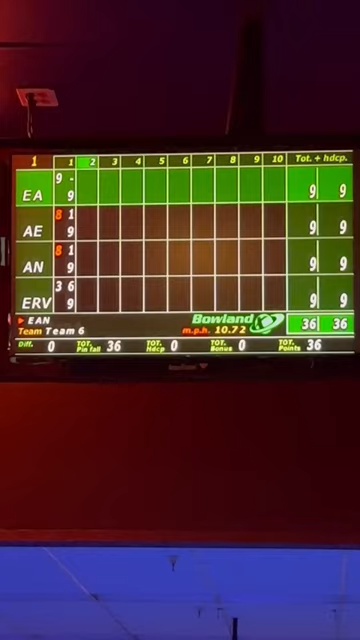 1 1 2 3 4 5 6 7 8 9 10 Tot. + hdcp.
9 -
EA 9 9 9
8 1
AE 9 9 9
8 1
AN 9 9 9
3 6
ERV 9 9 9
EAN Bowland
Team Team 6 m.p.h. 10.72 36 36
Diff. 0 TOT. Pin fall 36 TOT. Hdcp 0 TOT. Bonus 0 TOT. Points 36